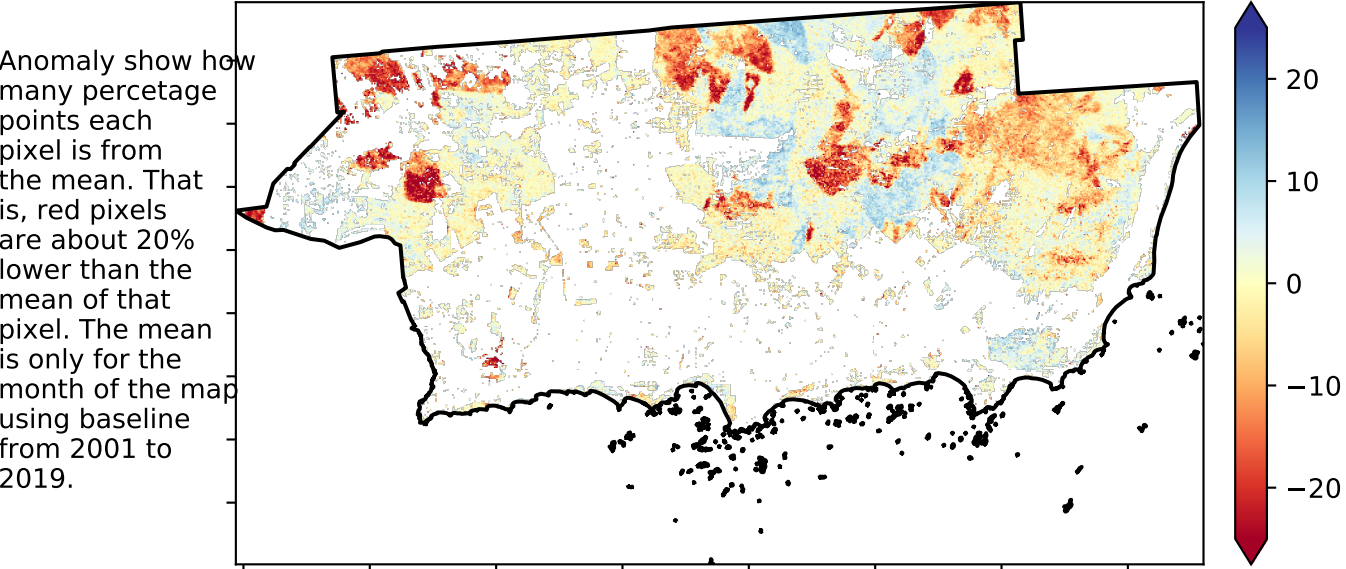 Anomaly show how
many percetage
points each
pixel is from
the mean. That
is, red pixels
are about 20%
lower than the
mean of that
pixel. The mean
is only for the
month of the map
using baseline
from 2001 to
2019.
20
10
0
−10
−20